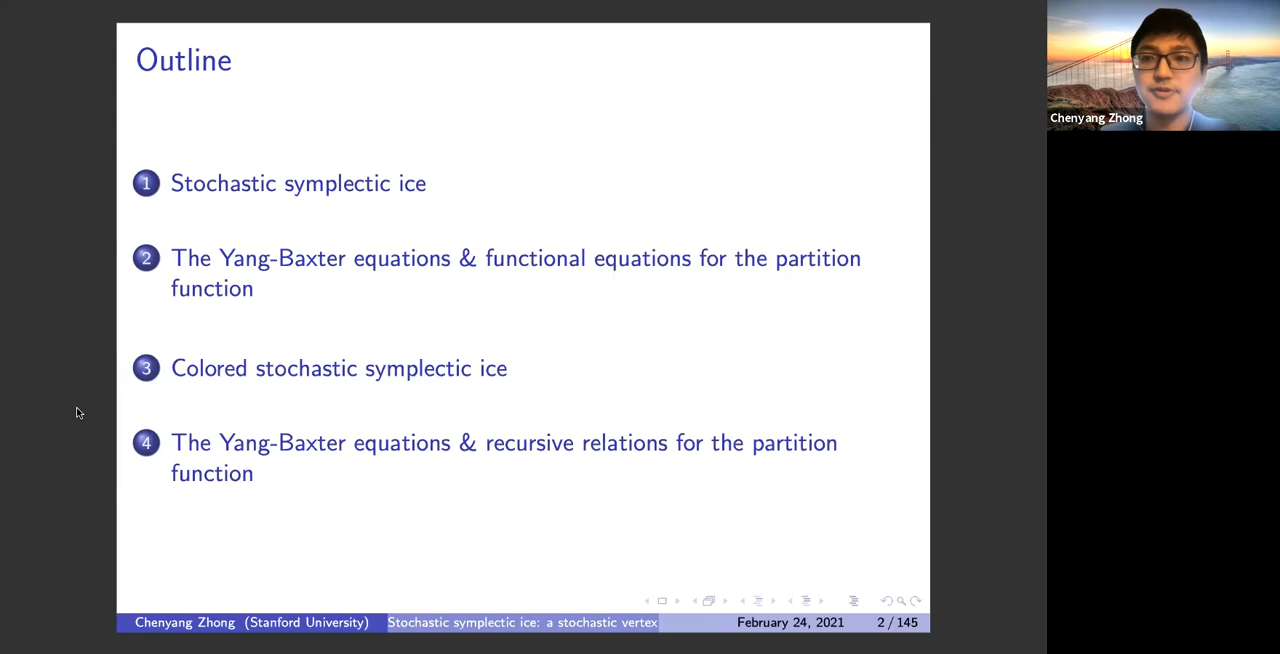 Outline
1 Stochastic symplectic ice
2 The Yang-Baxter equations & functional equations for the partition
function
3 Colored stochastic symplectic ice
4 The Yang-Baxter equations & recursive relations for the partition
function
Chenyang Zhong (Stanford University) Stochastic symplectic ice: a stochastic vertex February 24, 2021 2 / 145
Chenyang Zhong